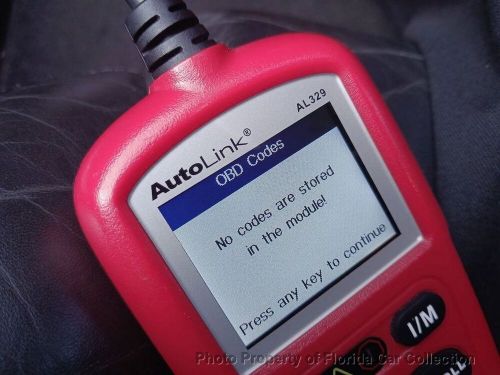 AutoLink®
AL329
OBD Codes
No codes are stored
in the module!
Press any key to continue
I/M
Photo Property of Florida Car Collection